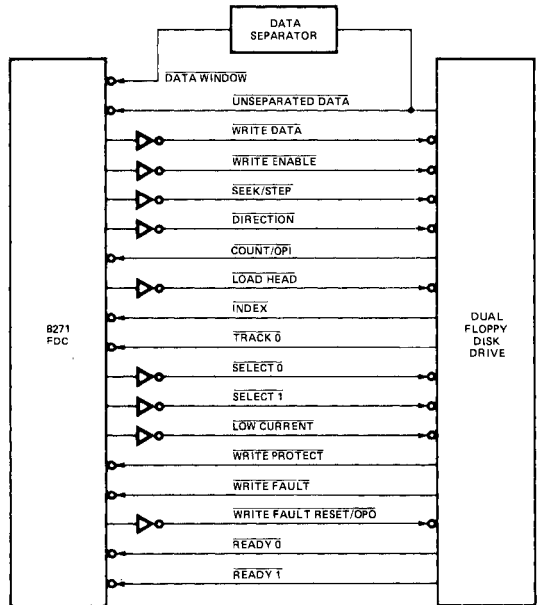 DATA
SEPARATOR
DATA WINDOW
UNSEPARATED DATA
WRITE DATA
WRITE ENABLE
SEEK/STEP
DIRECTION
COUNT/OPI
LOAD HEAD
INDEX
8271
FDC
DUAL
FLOPPY
DISK
DRIVE
TRACK 0
SELECT 0
SELECT 1
LOW CURRENT
WRITE PROTECT
WRITE FAULT
WRITE FAULT RESET/OPO
READY 0
READY 1